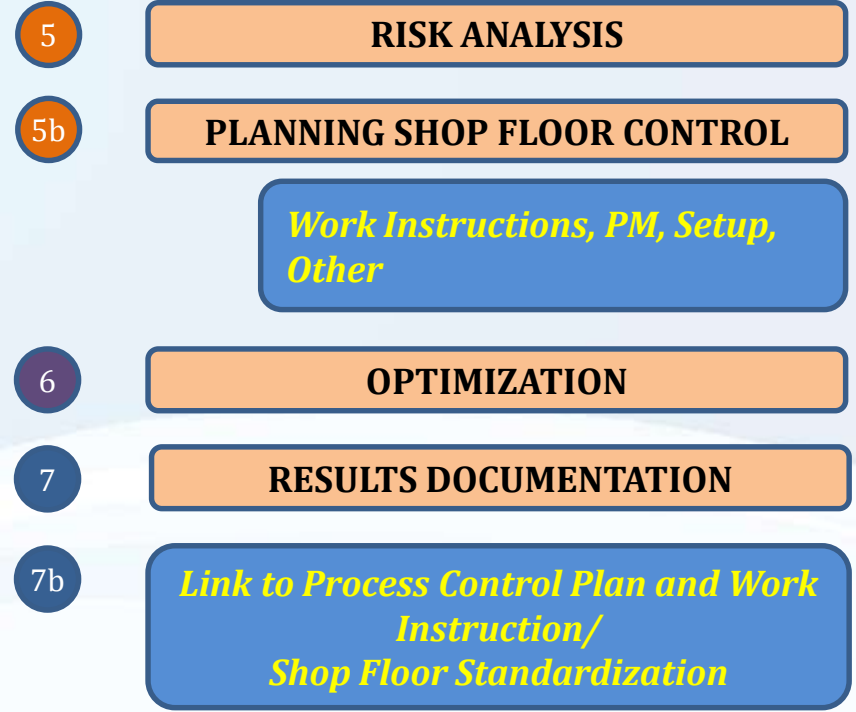 5
RISK ANALYSIS
5b
PLANNING SHOP FLOOR CONTROL
Work Instructions, PM, Setup,
Other
6
OPTIMIZATION
7
RESULTS DOCUMENTATION
7b
Link to Process Control Plan and Work
Instruction/
Shop Floor Standardization